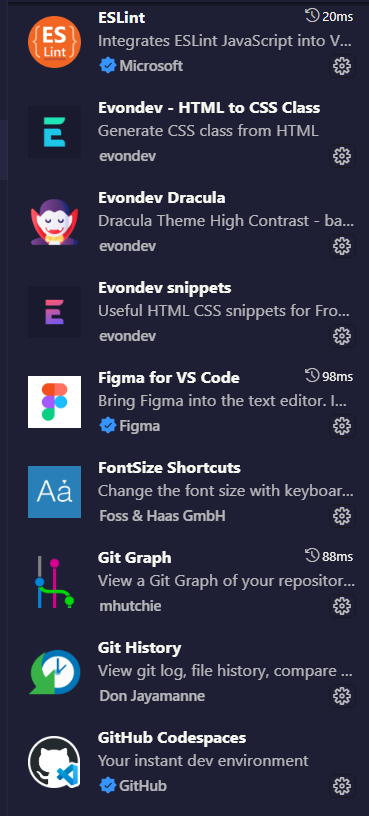 ES
Lint
ESLint 20ms
Integrates ESLint JavaScript into V...
Microsoft
Evondev - HTML to CSS Class
Generate CSS class from HTML
evondev
Evondev Dracula
Dracula Theme High Contrast - ba...
evondev
Evondev snippets
Useful HTML CSS snippets for Fro...
evondev
Figma for VS Code 98ms
Bring Figma into the text editor. I...
Figma
Aa
FontSize Shortcuts
Change the font size with keyboar...
Foss & Haas GmbH
Git Graph 88ms
View a Git Graph of your repositor...
mhutchie
Git History
View git log, file history, compare ...
Don Jayamanne
GitHub Codespaces
Your instant dev environment
GitHub